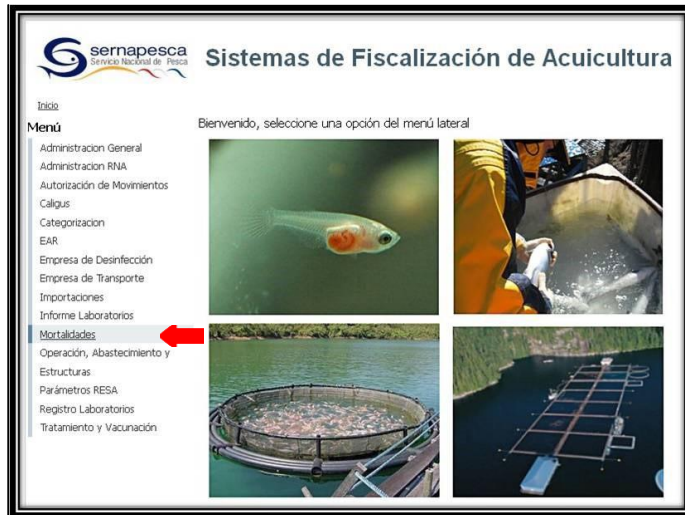 sernapesca
Servicio Nacional de Pesca
Sistemas de Fiscalización de Acuicultura
Inicio
Menú
Bienvenido, seleccione una opción del menú lateral
Administracion General
Administracion RNA
Autorización de Movimientos
Caligus
Categorizacion
EAR
Empresa de Desinfección
Empresa de Transporte
Importaciones
Informe Laboratorios
Mortalidades
Operación, Abastecimiento y
Estructuras
Parámetros RESA
Registro Laboratorios
Tratamiento y Vacunación